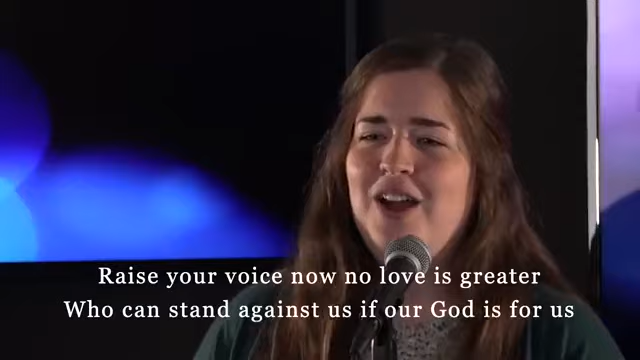 Raise your voice now no love is greater
Who can stand against us if our God is for us